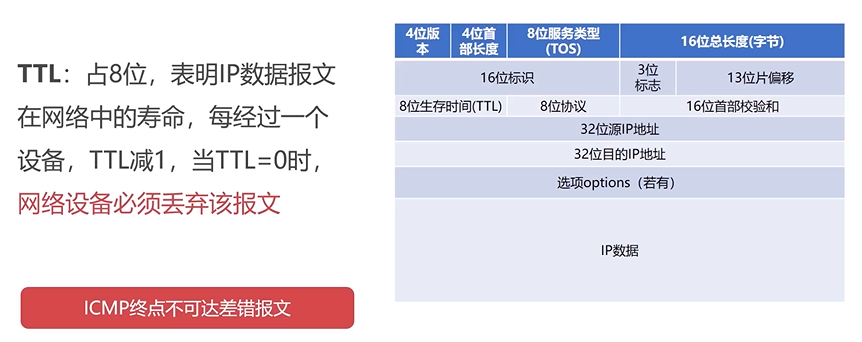 TTL：占8位，表明IP数据报文
在网络中的寿命，每经过一个
设备，TTL减1，当TTL=0时，
网络设备必须丢弃该报文
ICMP终点不可达差错报文
4位版
本
4位首
部长度
8位服务类型
(TOS)
16位总长度(字节)
16位标识
3位
标志
13位片偏移
8位生存时间(TTL)
8位协议
16位首部校验和
32位源IP地址
32位目的IP地址
选项options（若有）
IP数据